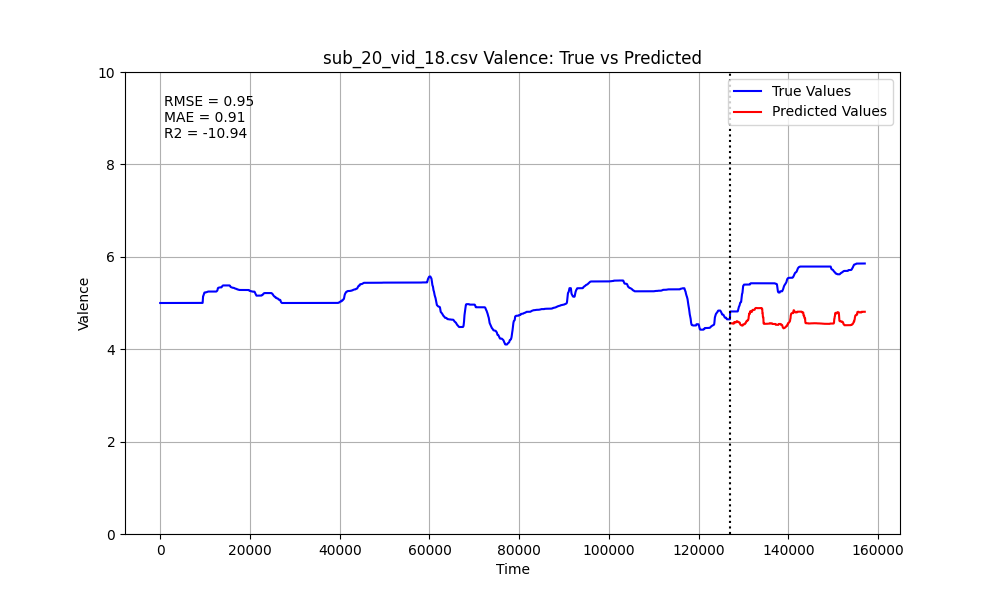 sub_20_vid_18.csv Valence: True vs Predicted
RMSE = 0.95
MAE = 0.91
R2 = -10.94
True Values
Predicted Values
10
8
6
4
2
0
Valence
0 20000 40000 60000 80000 100000 120000 140000 160000
Time